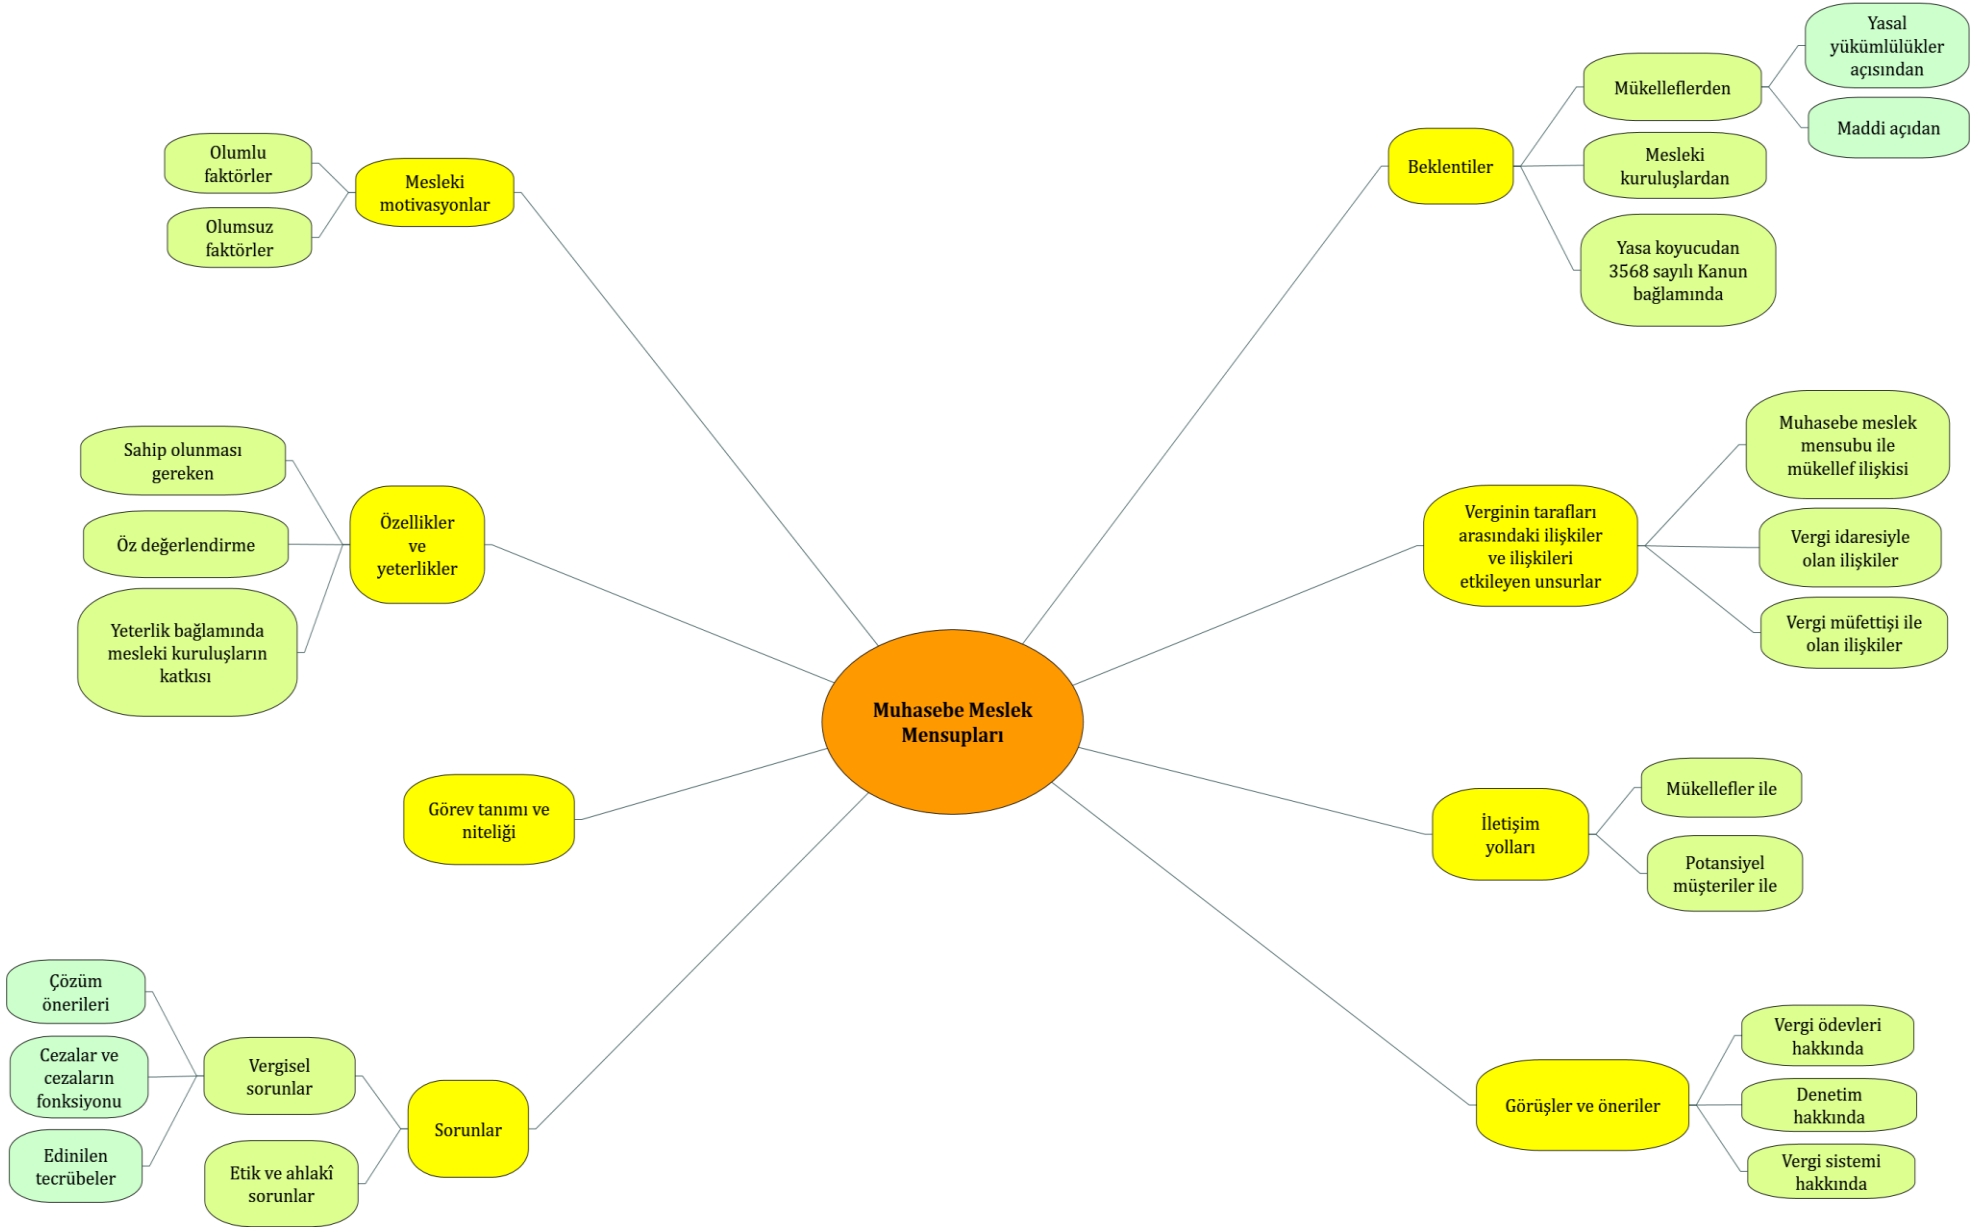 Muhasebe Meslek
Mensupları
Mesleki
motivasyonlar
Olumlu
faktörler
Olumsuz
faktörler
Özellikler
ve
yeterlikler
Sahip olunması
gereken
Öz değerlendirme
Yeterlik bağlamında
mesleki kuruluşların
katkısı
Görev tanımı ve
niteliği
Sorunlar
Vergisel
sorunlar
Çözüm
önerileri
Cezalar ve
cezaların
fonksiyonu
Edinilen
tecrübeler
Etik ve ahlakî
sorunlar
Beklentiler
Mükelleflerden
Yasal
yükümlülükler
açısından
Maddi açıdan
Mesleki
kuruluşlardan
Yasa koyucudan
3568 sayılı Kanun
bağlamında
Verginin tarafları
arasındaki ilişkiler
ve ilişkileri
etkileyen unsurlar
Muhasebe meslek
mensubu ile
mükellef ilişkisi
Vergi idaresiyle
olan ilişkiler
Vergi müfettişi ile
olan ilişkiler
İletişim
yolları
Mükellefler ile
Potansiyel
müşteriler ile
Görüşler ve öneriler
Vergi ödevleri
hakkında
Denetim
hakkında
Vergi sistemi
hakkında